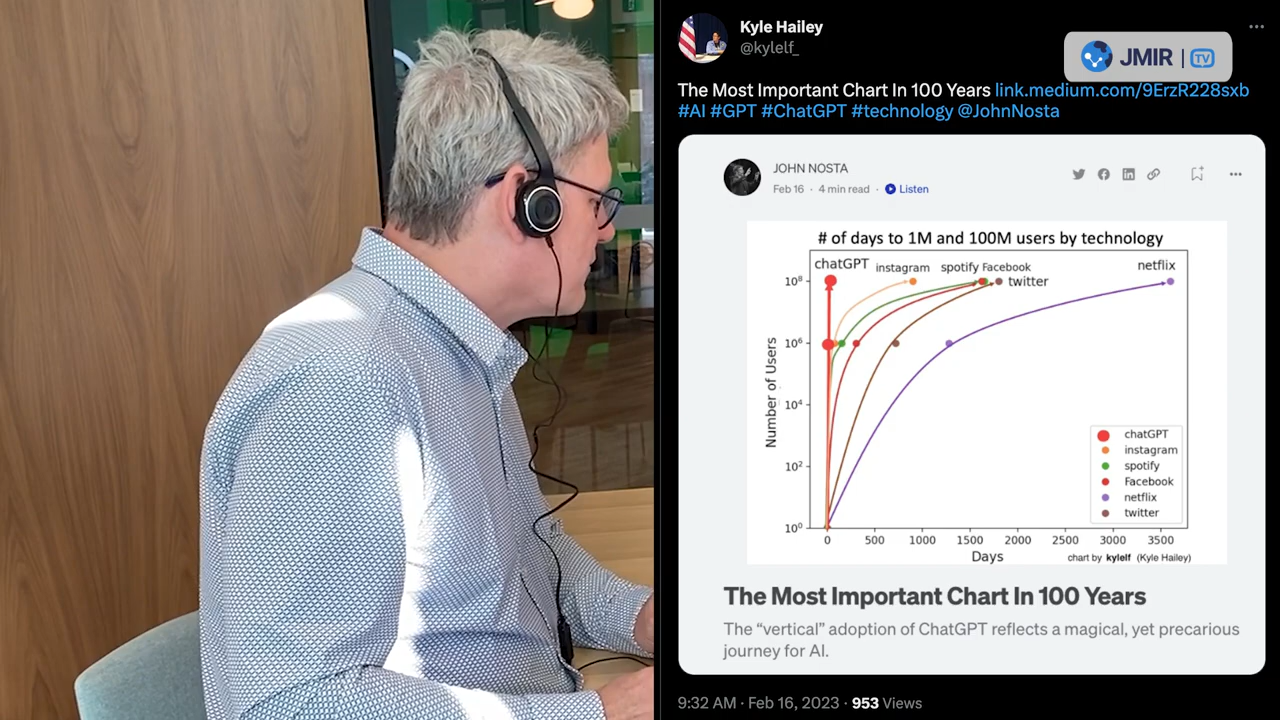 Kyle Hailey
@kylelf_
JMIR | TV
The Most Important Chart In 100 Years link.medium.com/9ErzR228sxb
#AI #GPT #ChatGPT #technology @JohnNosta
JOHN NOSTA
Feb 16 · 4 min read · Listen
# of days to 1M and 100M users by technology
chatGPT instagram spotify Facebook netflix
twitter
10⁸
10⁶
10⁴
10²
10⁰
Number of Users
chatGPT
instagram
spotify
Facebook
netflix
twitter
0 500 1000 1500 2000 2500 3000 3500
Days
chart by kylelf (Kyle Hailey)
The Most Important Chart In 100 Years
The “vertical” adoption of ChatGPT reflects a magical, yet precarious
journey for AI.
9:32 AM · Feb 16, 2023 · 953 Views